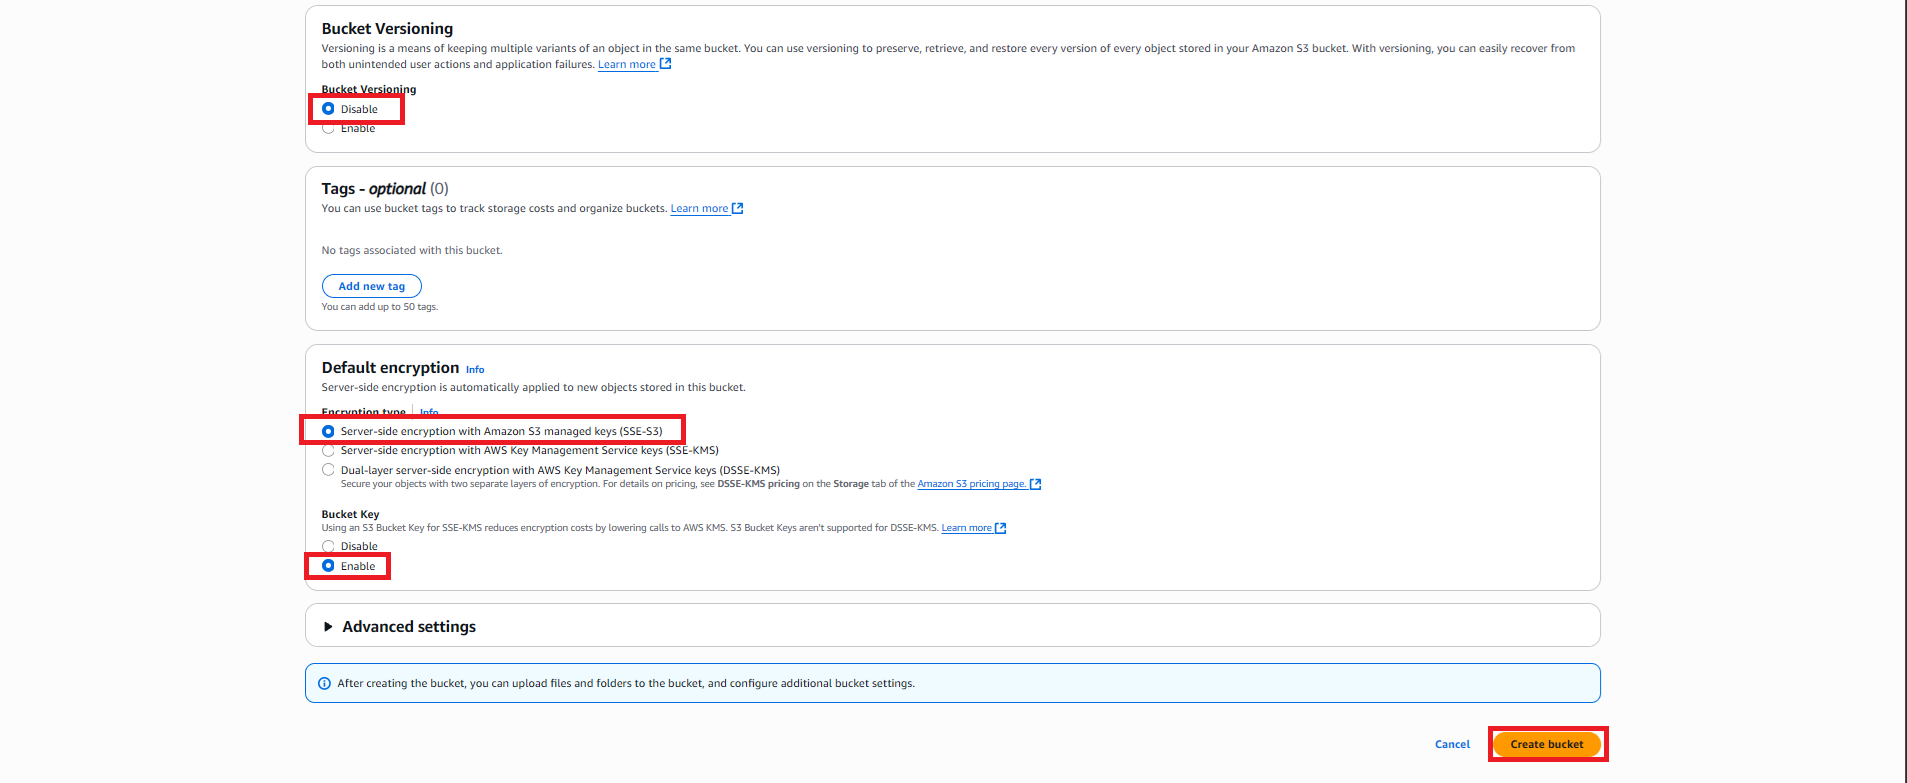 Bucket Versioning
Versioning is a means of keeping multiple variants of an object in the same bucket. You can use versioning to preserve, retrieve, and restore every version of every object stored in your Amazon S3 bucket. With versioning, you can easily recover from
both unintended user actions and application failures. Learn more
Bucket Versioning
Disable
Enable
Tags - optional (0)
You can use bucket tags to track storage costs and organize buckets. Learn more
No tags associated with this bucket.
Add new tag
You can add up to 50 tags.
Default encryption Info
Server-side encryption is automatically applied to new objects stored in this bucket.
Encryption type Info
Server-side encryption with Amazon S3 managed keys (SSE-S3)
Server-side encryption with AWS Key Management Service keys (SSE-KMS)
Dual-layer server-side encryption with AWS Key Management Service keys (DSSE-KMS)
Secure your objects with two separate layers of encryption. For details on pricing, see DSSE-KMS pricing on the Storage tab of the Amazon S3 pricing page.
Bucket Key
Using an S3 Bucket Key for SSE-KMS reduces encryption costs by lowering calls to AWS KMS. S3 Bucket Keys aren't supported for DSSE-KMS. Learn more
Disable
Enable
Advanced settings
After creating the bucket, you can upload files and folders to the bucket, and configure additional bucket settings.
Cancel Create bucket